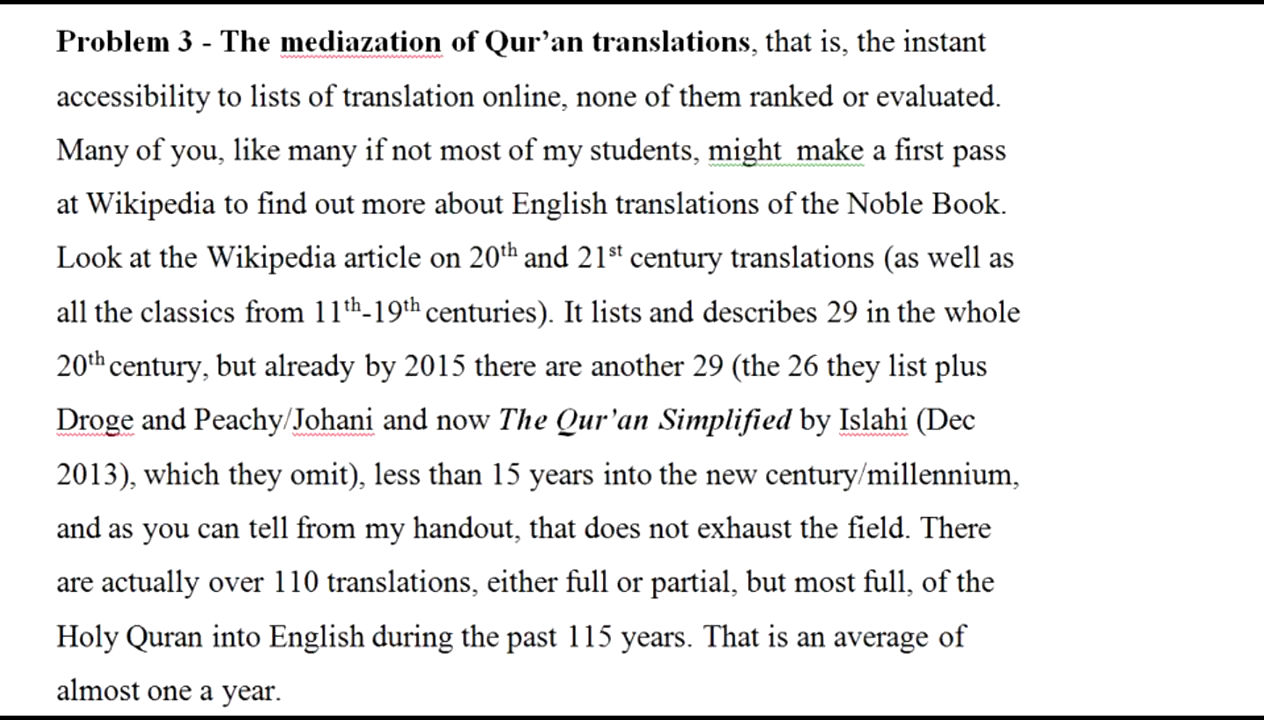 Problem 3 - The mediazation of Qur’an translations, that is, the instant
accessibility to lists of translation online, none of them ranked or evaluated.
Many of you, like many if not most of my students, might  make a first pass
at Wikipedia to find out more about English translations of the Noble Book.
Look at the Wikipedia article on 20th and 21st century translations (as well as
all the classics from 11th-19th centuries). It lists and describes 29 in the whole
20th century, but already by 2015 there are another 29 (the 26 they list plus
Droge and Peachy/Johani and now The Qur’an Simplified by Islahi (Dec
2013), which they omit), less than 15 years into the new century/millennium,
and as you can tell from my handout, that does not exhaust the field. There
are actually over 110 translations, either full or partial, but most full, of the
Holy Quran into English during the past 115 years. That is an average of
almost one a year.